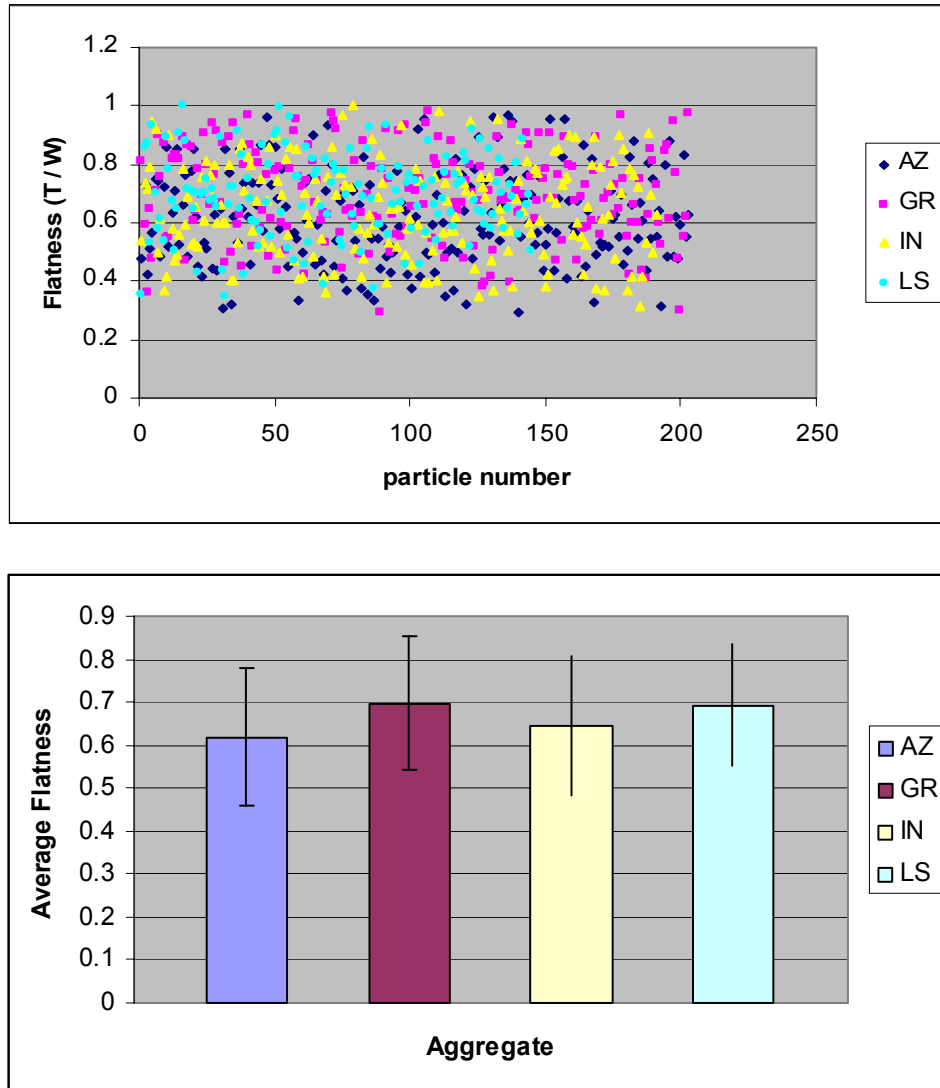 Flatness (T / W)
1.2
1
0.8
0.6
0.4
0.2
0
0 50 100 150 200 250
particle number
AZ
GR
IN
LS
Average Flatness
0.9
0.8
0.7
0.6
0.5
0.4
0.3
0.2
0.1
0
Aggregate
AZ
GR
IN
LS